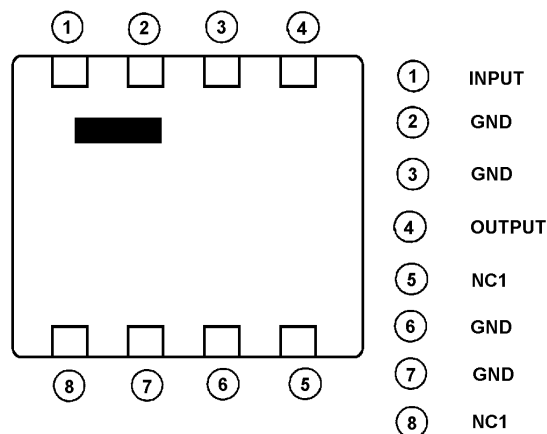 1 2 3 4
1 INPUT
2 GND
3 GND
4 OUTPUT
5 NC1
6 GND
7 GND
8 NC1
8 7 6 5